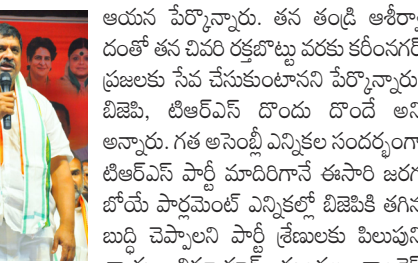 ఆయన పేర్కొన్నారు. తన తండ్రి ఆశీర్వా
దంతో తన చివరి రక్తబొట్టు వరకు కరీంనగర్
ప్రజలకు సేవ చేసుకుంటానని పేర్కొన్నారు
బిజెపి, టిఆర్ఎస్ దొందు దొందే అని
అన్నారు. గత అసెంబ్లీ ఎన్నికల సందర్భంగా
టిఆర్ఎస్ పార్టీ మాదిరిగానే ఈసారి జరగ
బోయే పార్లమెంట్ ఎన్నికల్లో బిజెపికి తగిన
బుద్ధి చెప్పాలని పార్టీ శ్రేణులకు పిలుపుని